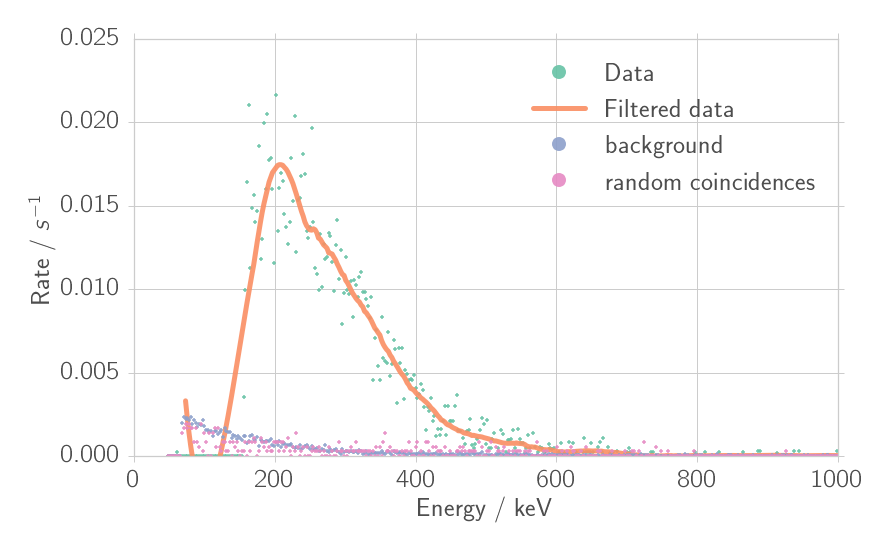 0.025
0.020
0.015
0.010
0.005
0.000
Rate / s⁻¹
Data
Filtered data
background
random coincidences
0 200 400 600 800 1000
Energy / keV